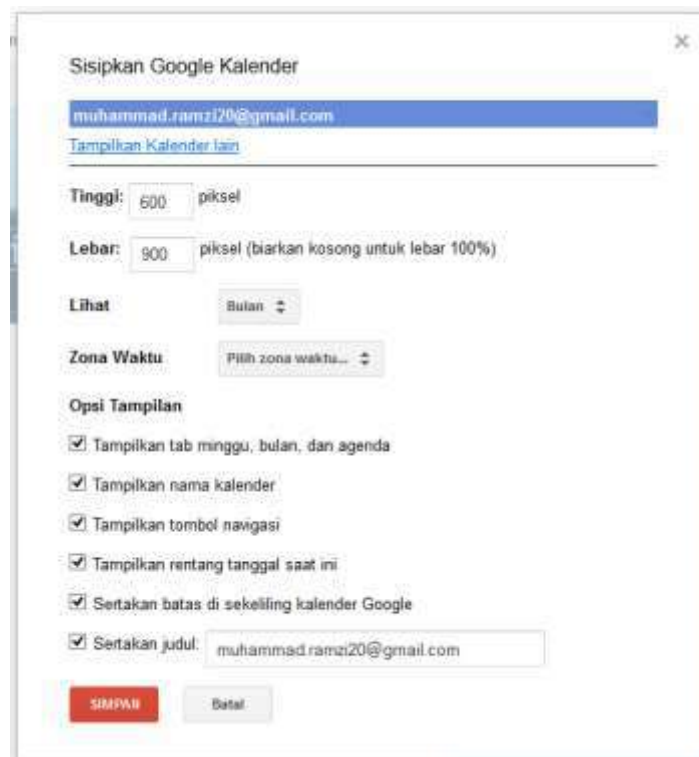 Sisipkan Google Kalender
muhammad.ramzi20@gmail.com
Tampilkan Kalender lain
Tinggi: 600 piksel
Lebar: 900 piksel (biarkan kosong untuk lebar 100%)
Lihat Bulan
Zona Waktu Pilih zona waktu...
Opsi Tampilan
Tampilkan tab minggu, bulan, dan agenda
Tampilkan nama kalender
Tampilkan tombol navigasi
Tampilkan rentang tanggal saat ini
Sertakan batas di sekeliling kalender Google
Sertakan judul: muhammad.ramzi20@gmail.com
SIMPAN Batal